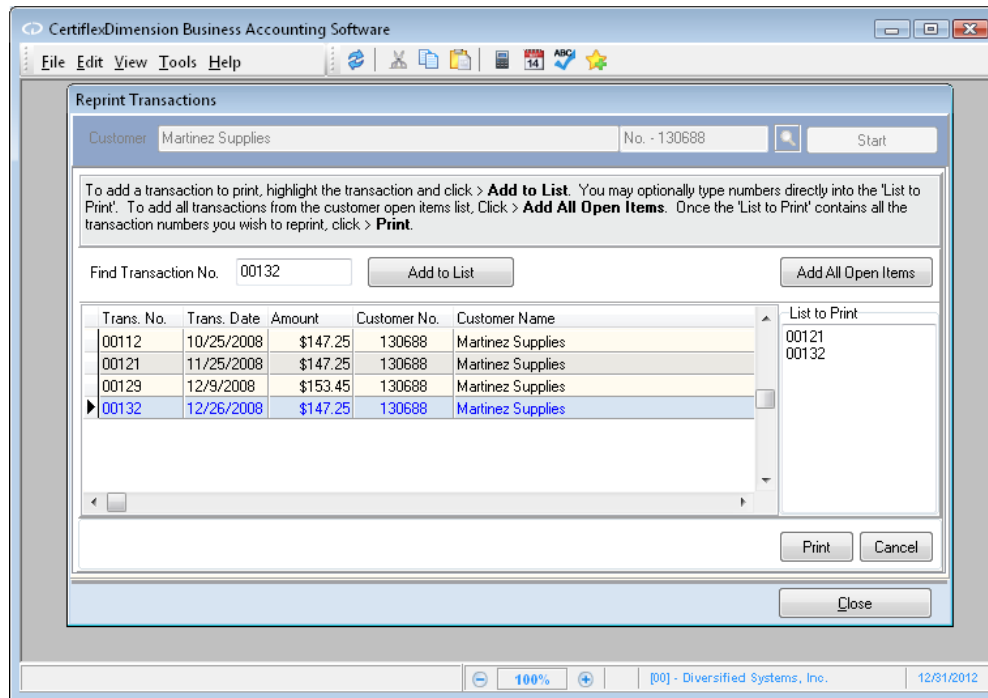 CertiflexDimension Business Accounting Software
File Edit View Tools Help
14 ABC
Reprint Transactions
Customer Martinez Supplies No. - 130688 Start
To add a transaction to print, highlight the transaction and click > Add to List. You may optionally type numbers directly into the 'List to
Print'. To add all transactions from the customer open items list, Click > Add All Open Items. Once the 'List to Print' contains all the
transaction numbers you wish to reprint, click > Print.
Find Transaction No. 00132 Add to List Add All Open Items
Trans. No. Trans. Date Amount Customer No. Customer Name
00112 10/25/2008 $147.25 130688 Martinez Supplies
00121 11/25/2008 $147.25 130688 Martinez Supplies
00129 12/9/2008 $153.45 130688 Martinez Supplies
00132 12/26/2008 $147.25 130688 Martinez Supplies
List to Print
00121
00132
Print Cancel
Close
100% [00] - Diversified Systems, Inc. 12/31/2012